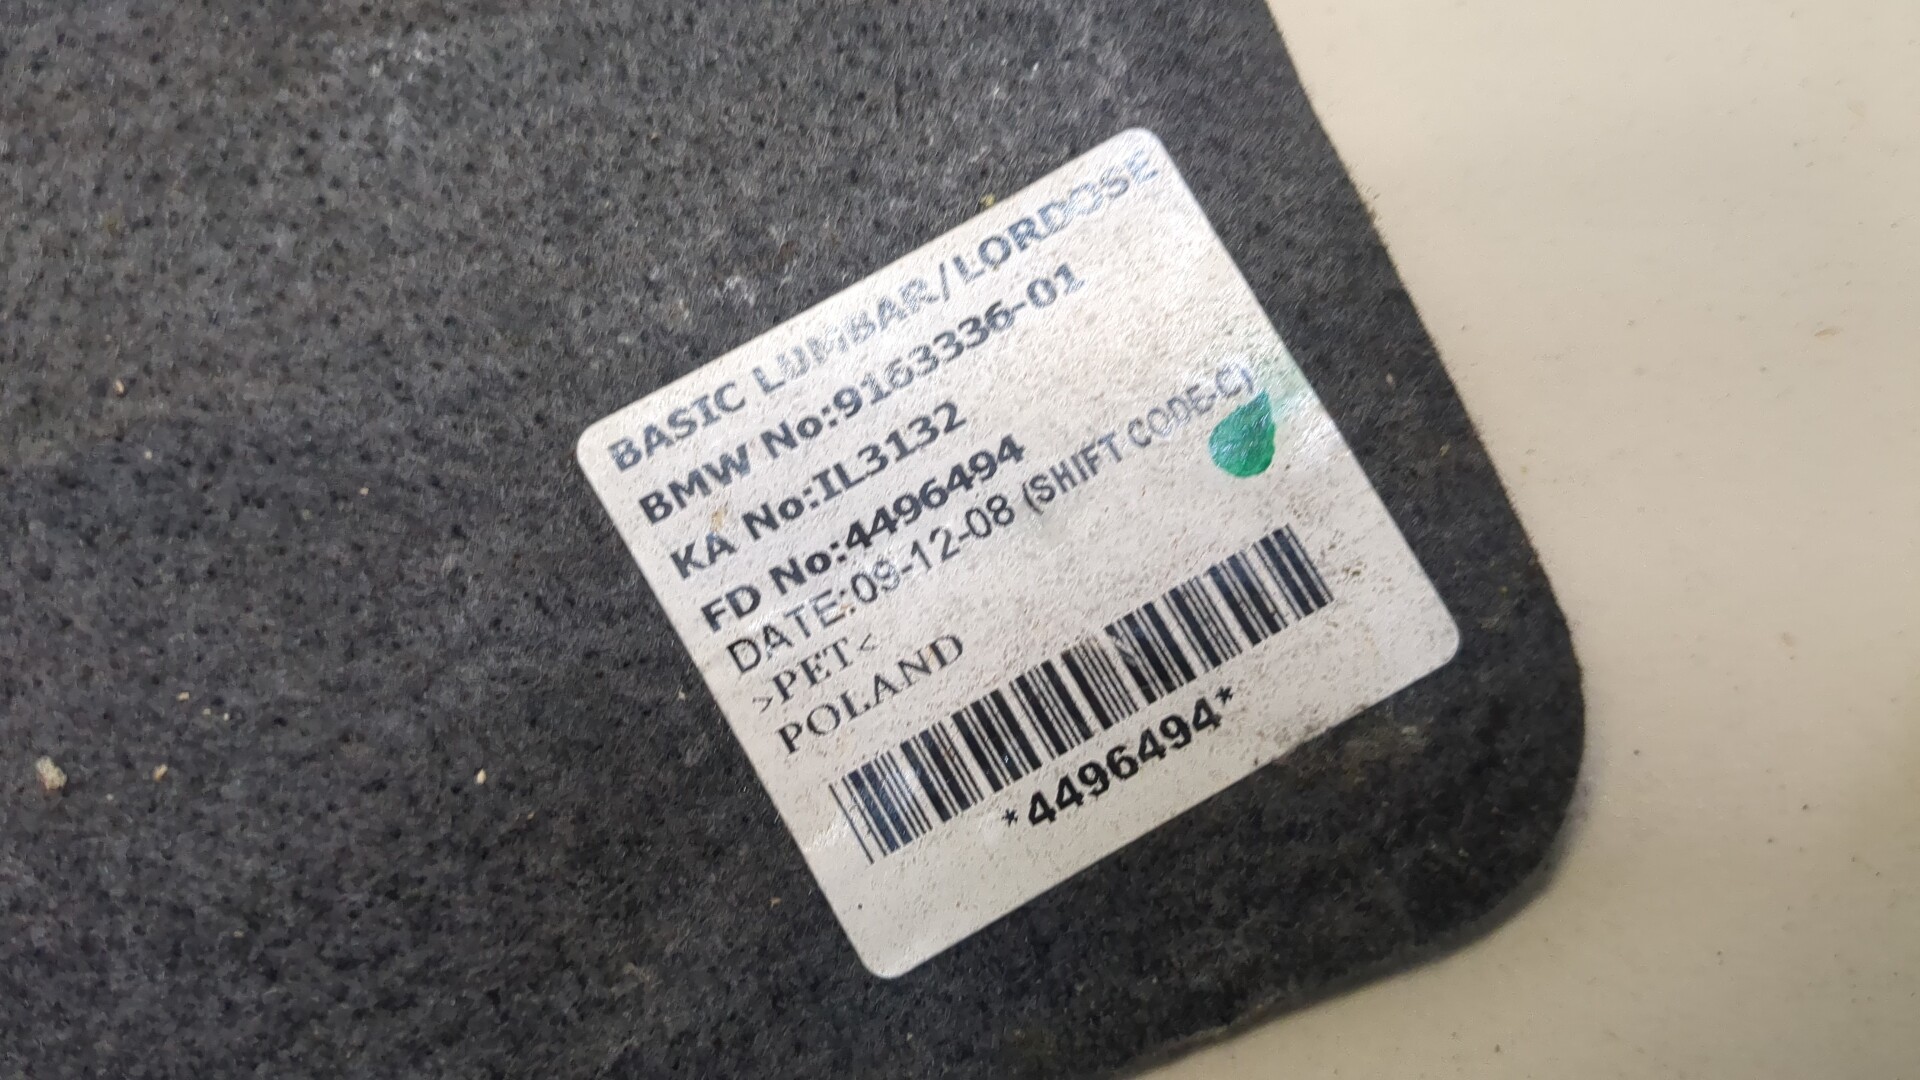 BASIC LUMBAR/LORDOSE
BMW No:9163336-01
KA No:IL3132
FD No:4496494
DATE:09-12-08 (SHIFT CODE-C)
>PET<
POLAND
*4496494*